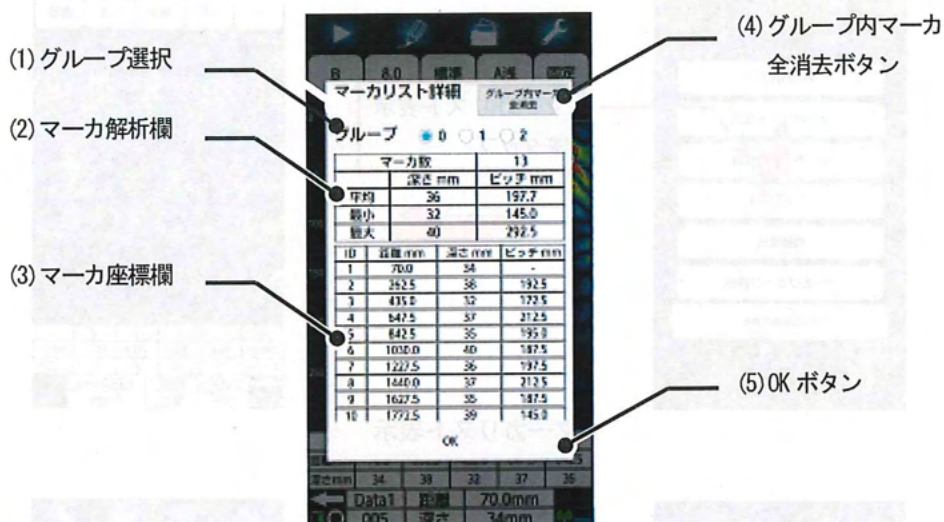 (1) グループ選択
(2) マーカ解析欄
(3) マーカ座標欄
(4) グループ内マーカ
全消去ボタン
(5) OK ボタン
B 8.0 標準 A浅 固定
マーカリスト詳細
グループ内マーカ
全消去
グループ 0 1 2
マーカ数 13
深さ mm ピッチ mm
平均 36 197.7
最小 32 145.0
最大 40 292.5
ID 距離 mm 深さ mm ピッチ mm
1 70.0 34 -
2 262.5 38 192.5
3 435.0 32 172.5
4 647.5 37 212.5
5 842.5 35 195.0
6 1030.0 40 187.5
7 1227.5 36 197.5
8 1440.0 37 212.5
9 1627.5 35 187.5
10 1772.5 39 145.0
OK
深さmm 34 38 32 37 35
Data1 距離 70.0mm
005 深さ 34mm